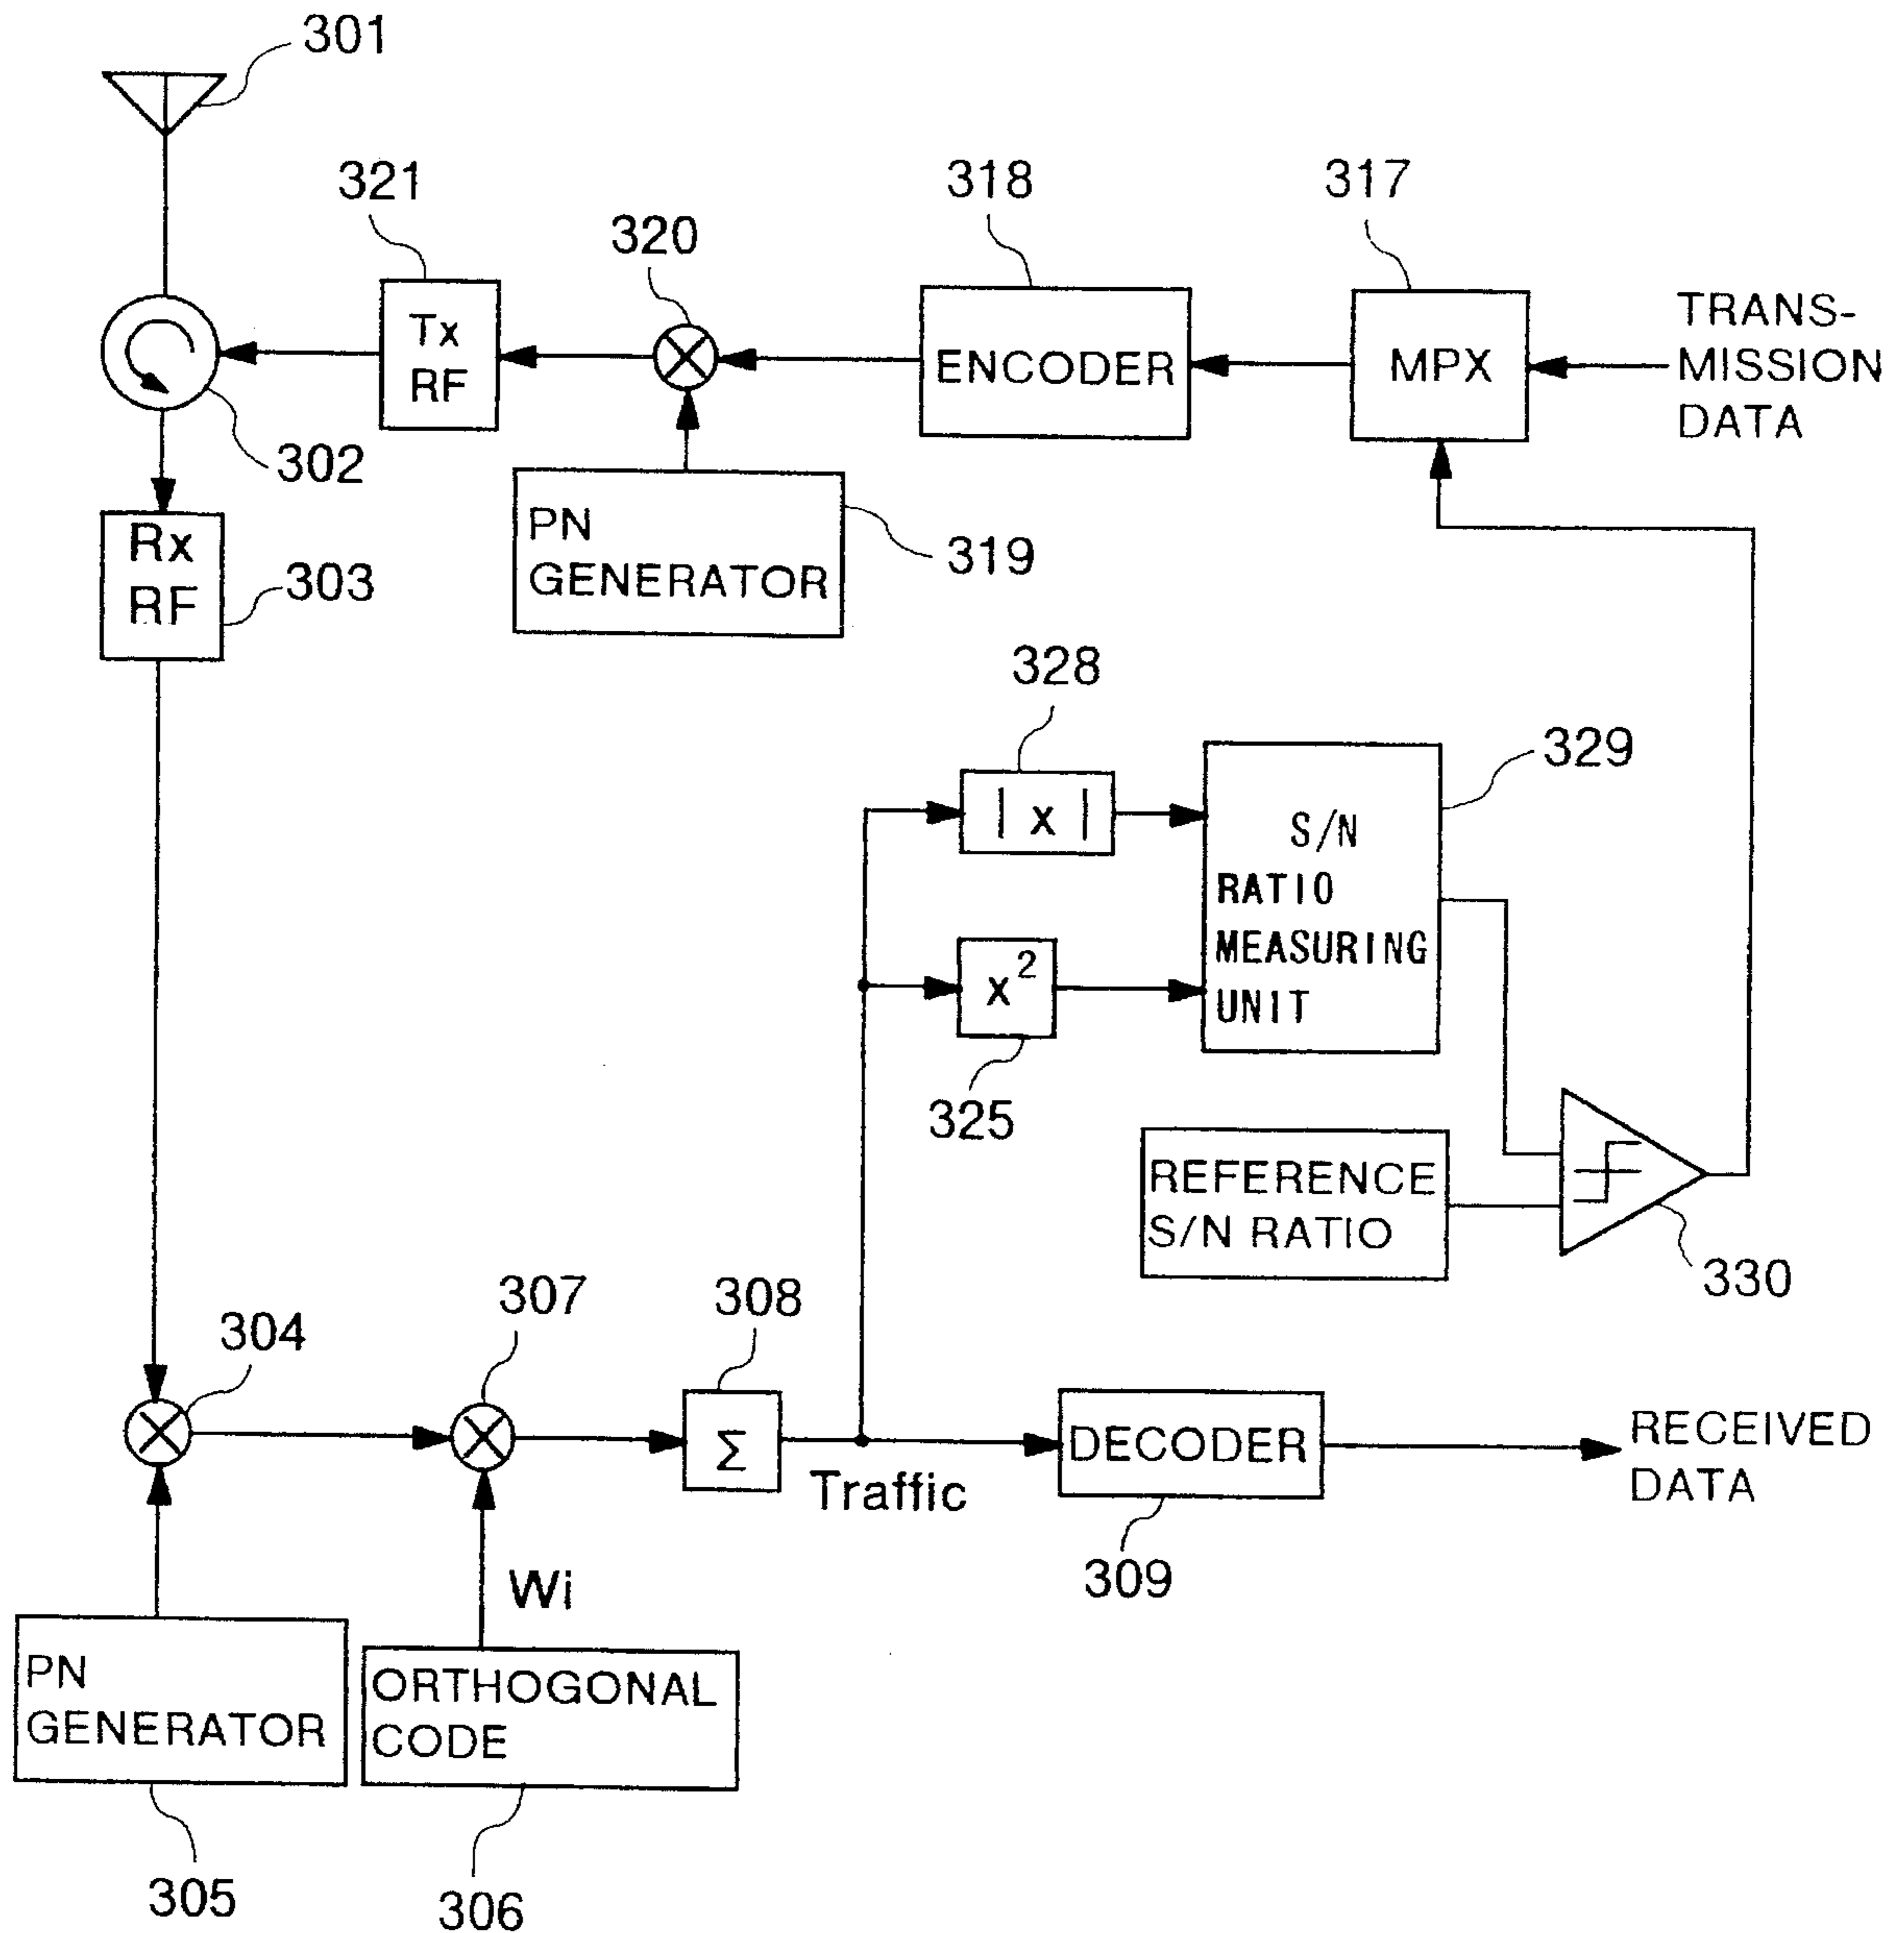 301
321
320
318
317
Tx
RF
ENCODER
MPX
TRANS-
MISSION
DATA
302
PN
GENERATOR
319
Rx
RF
303
328
| x |
329
S/N
RATIO
MEASURING
UNIT
x²
325
REFERENCE
S/N RATIO
330
304
307
308
Σ
Traffic
DECODER
309
RECEIVED
DATA
Wi
PN
GENERATOR
305
ORTHOGONAL
CODE
306